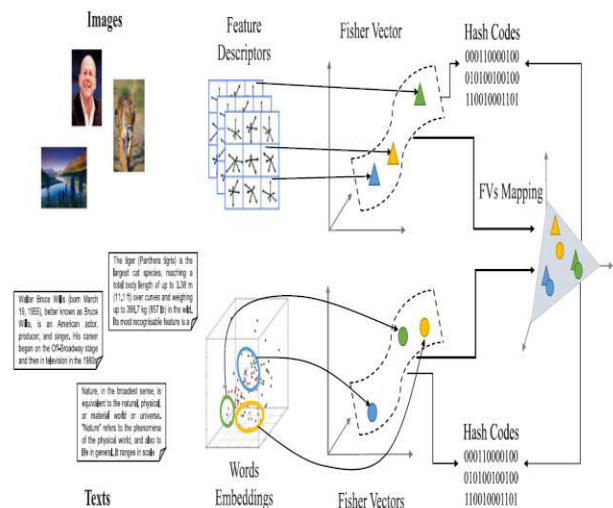 Images
Feature
Descriptors
Fisher Vector
Hash Codes
000110000100
010100100100
110010001101
FVs Mapping
The tiger (Panthera tigris) is the
largest cat species, reaching a
total body length of up to 3,38 m
(11,1 ft) over curves and weighing
up to 388,7 kg (857 lb) in the wild.
Its most recognisable feature is a
Walter Bruce Willis (born March
19, 1955), better known as Bruce
Willis, is an American actor,
producer, and singer. His career
began on the Off-Broadway stage
and then in television in the 1980s
Nature, in the broadest sense, is
equivalent to the natural, physical,
or material world or universe.
"Nature" refers to the phenomena
of the physical world, and also to
life in general. It ranges in scale
Texts
Words
Embeddings
Fisher Vectors
Hash Codes
000110000100
010100100100
110010001101